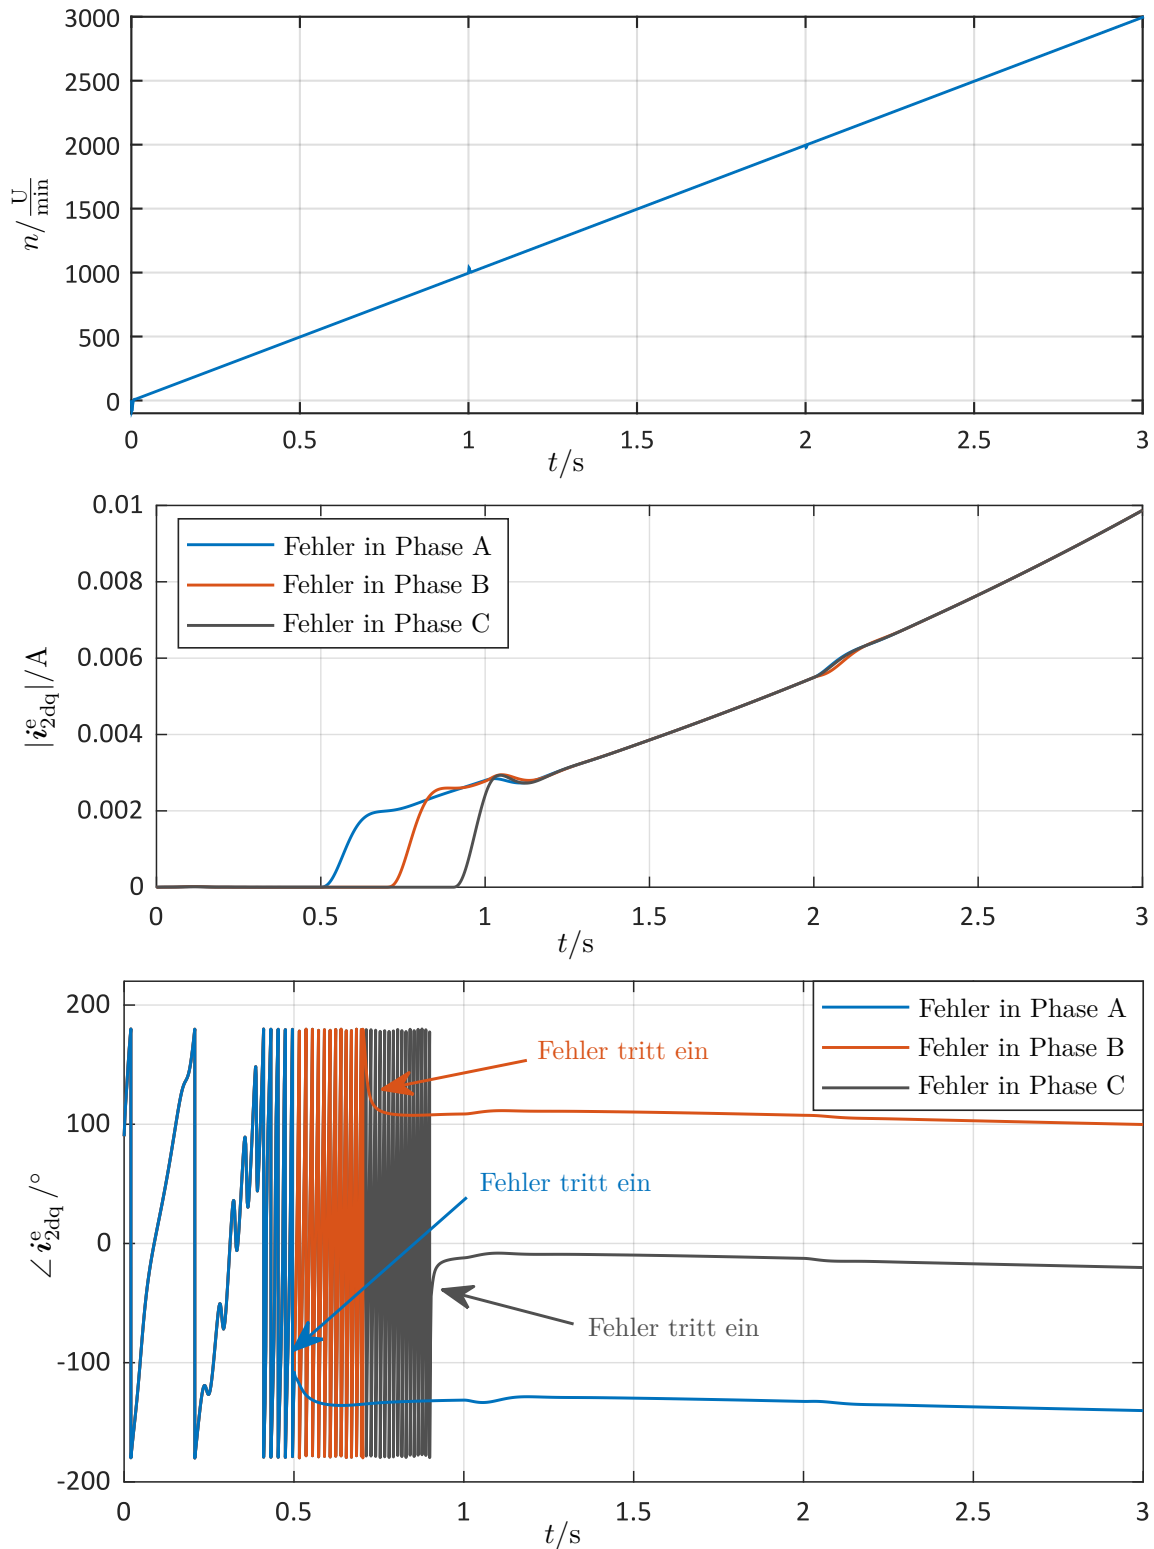 3000
2500
2000
1500
1000
500
0
n/U/min
0 0.5 1 1.5 2 2.5 3
t/s
0.01
0.008
0.006
0.004
0.002
0
|i^e_2dq|/A
Fehler in Phase A
Fehler in Phase B
Fehler in Phase C
0 0.5 1 1.5 2 2.5 3
t/s
200
100
0
-100
-200
∠ i^e_2dq /°
Fehler in Phase A
Fehler in Phase B
Fehler in Phase C
Fehler tritt ein
Fehler tritt ein
Fehler tritt ein
0 0.5 1 1.5 2 2.5 3
t/s